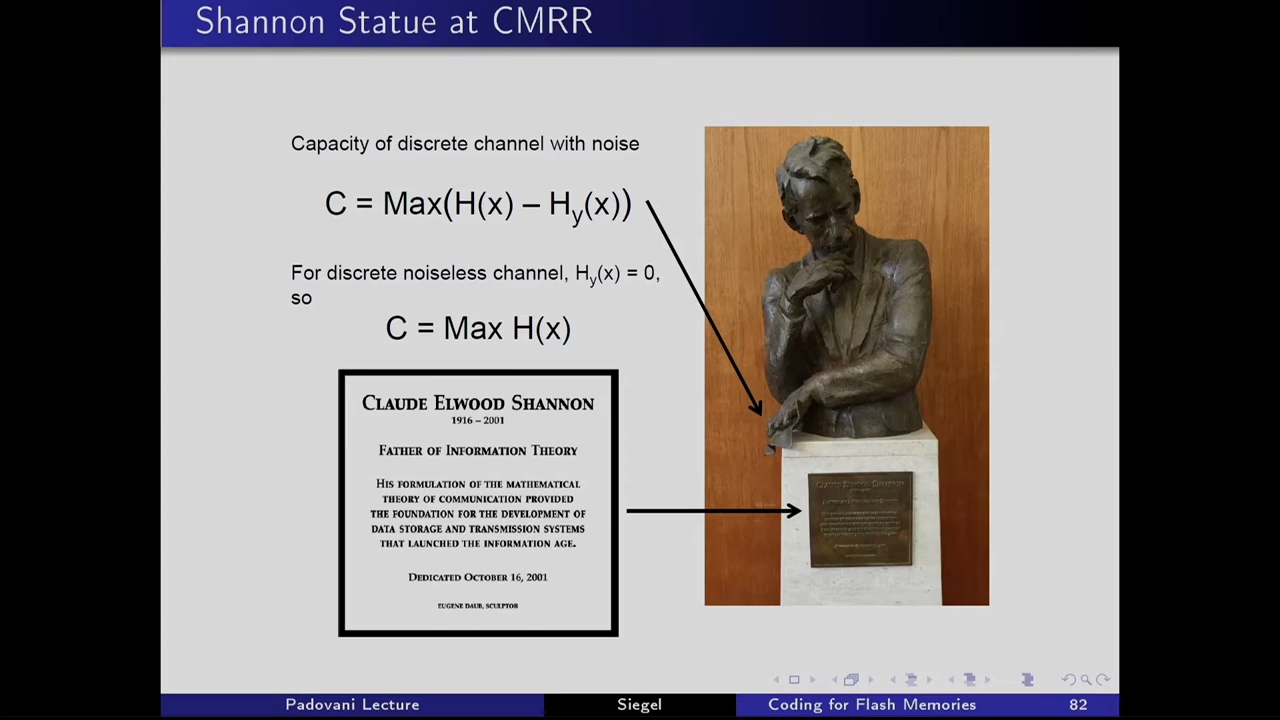 Shannon Statue at CMRR
Capacity of discrete channel with noise
C = Max(H(x) – Hy(x))
For discrete noiseless channel, Hy(x) = 0,
so
C = Max H(x)
CLAUDE ELWOOD SHANNON
1916 – 2001
FATHER OF INFORMATION THEORY
HIS FORMULATION OF THE MATHEMATICAL
THEORY OF COMMUNICATION PROVIDED
THE FOUNDATION FOR THE DEVELOPMENT OF
DATA STORAGE AND TRANSMISSION SYSTEMS
THAT LAUNCHED THE INFORMATION AGE.
DEDICATED OCTOBER 16, 2001
EUGENE DAUB, SCULPTOR
CLAUDE ELWOOD SHANNON
Padovani Lecture
Siegel
Coding for Flash Memories
82